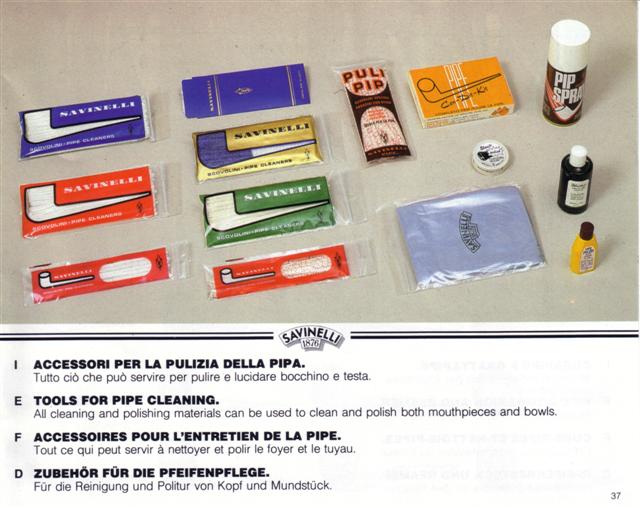 SAVINELLI
SAVINELLI
SCOVOLINI • PIPE CLEANERS
SAVINELLI
SCOVOLINI • PIPE CLEANERS
SAVINELLI
SCOVOLINI • PIPE CLEANERS
SAVINELLI
SCOVOLINI • PIPE CLEANERS
SAVINELLI
SAVINELLI
PULI
PIP
PIPE
PIP
SPRAY
SAVINELLI
SAVINELLI
1876
I ACCESSORI PER LA PULIZIA DELLA PIPA.
Tutto ciò che può servire per pulire e lucidare bocchino e testa.
E TOOLS FOR PIPE CLEANING.
All cleaning and polishing materials can be used to clean and polish both mouthpieces and bowls.
F ACCESSOIRES POUR L'ENTRETIEN DE LA PIPE.
Tout ce qui peut servir à nettoyer et polir le foyer et le tuyau.
D ZUBEHÖR FÜR DIE PFEIFENPFLEGE.
Für die Reinigung und Politur von Kopf und Mundstück.
37